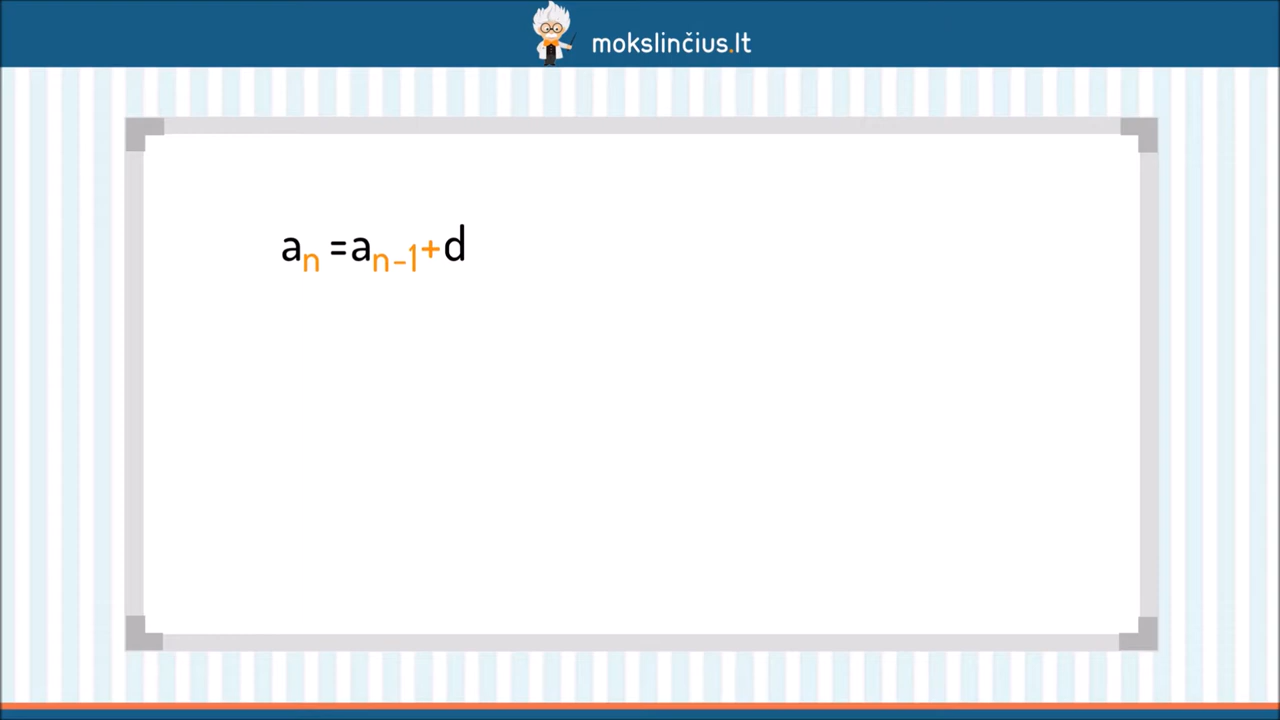 mokslinčius.lt
aₙ =aₙ₋₁+d